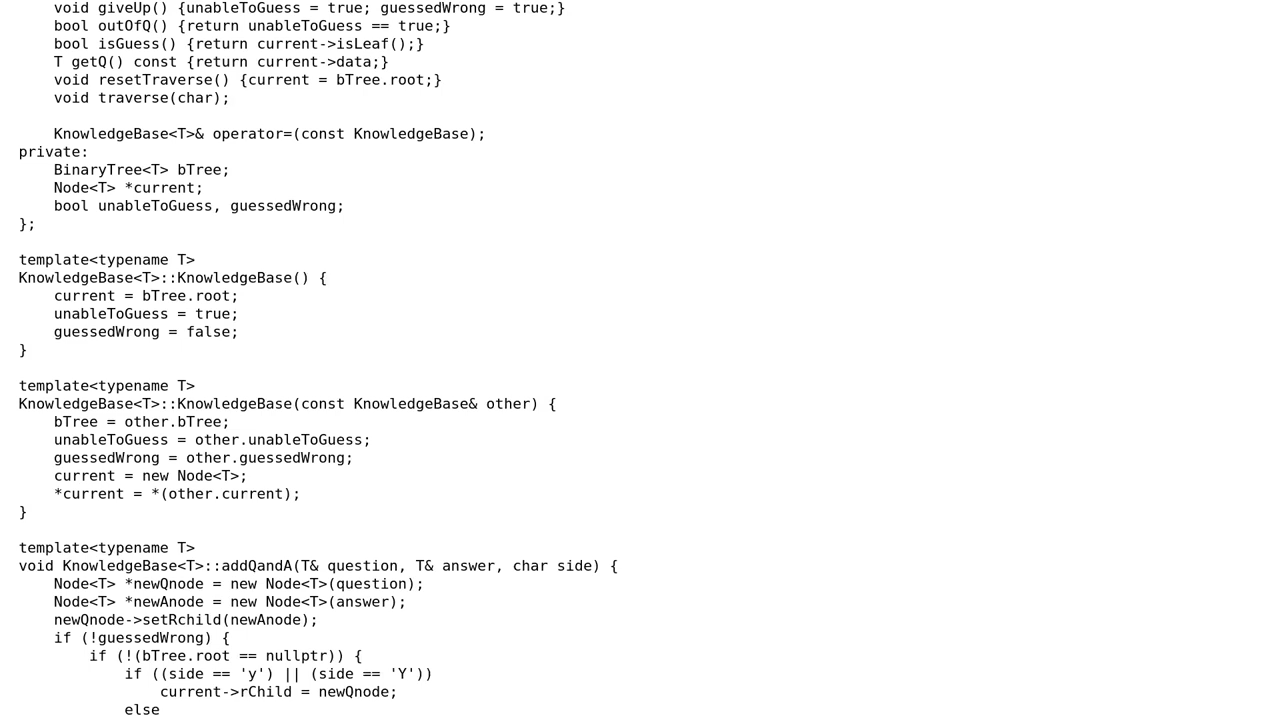 void giveUp() {unableToGuess = true; guessedWrong = true;}
    bool outOfQ() {return unableToGuess == true;}
    bool isGuess() {return current->isLeaf();}
    T getQ() const {return current->data;}
    void resetTraverse() {current = bTree.root;}
    void traverse(char);

    KnowledgeBase<T>& operator=(const KnowledgeBase);
private:
    BinaryTree<T> bTree;
    Node<T> *current;
    bool unableToGuess, guessedWrong;
};

template<typename T>
KnowledgeBase<T>::KnowledgeBase() {
    current = bTree.root;
    unableToGuess = true;
    guessedWrong = false;
}

template<typename T>
KnowledgeBase<T>::KnowledgeBase(const KnowledgeBase& other) {
    bTree = other.bTree;
    unableToGuess = other.unableToGuess;
    guessedWrong = other.guessedWrong;
    current = new Node<T>;
    *current = *(other.current);
}

template<typename T>
void KnowledgeBase<T>::addQandA(T& question, T& answer, char side) {
    Node<T> *newQnode = new Node<T>(question);
    Node<T> *newAnode = new Node<T>(answer);
    newQnode->setRchild(newAnode);
    if (!guessedWrong) {
        if (!(bTree.root == nullptr)) {
            if ((side == 'y') || (side == 'Y'))
                current->rChild = newQnode;
            else